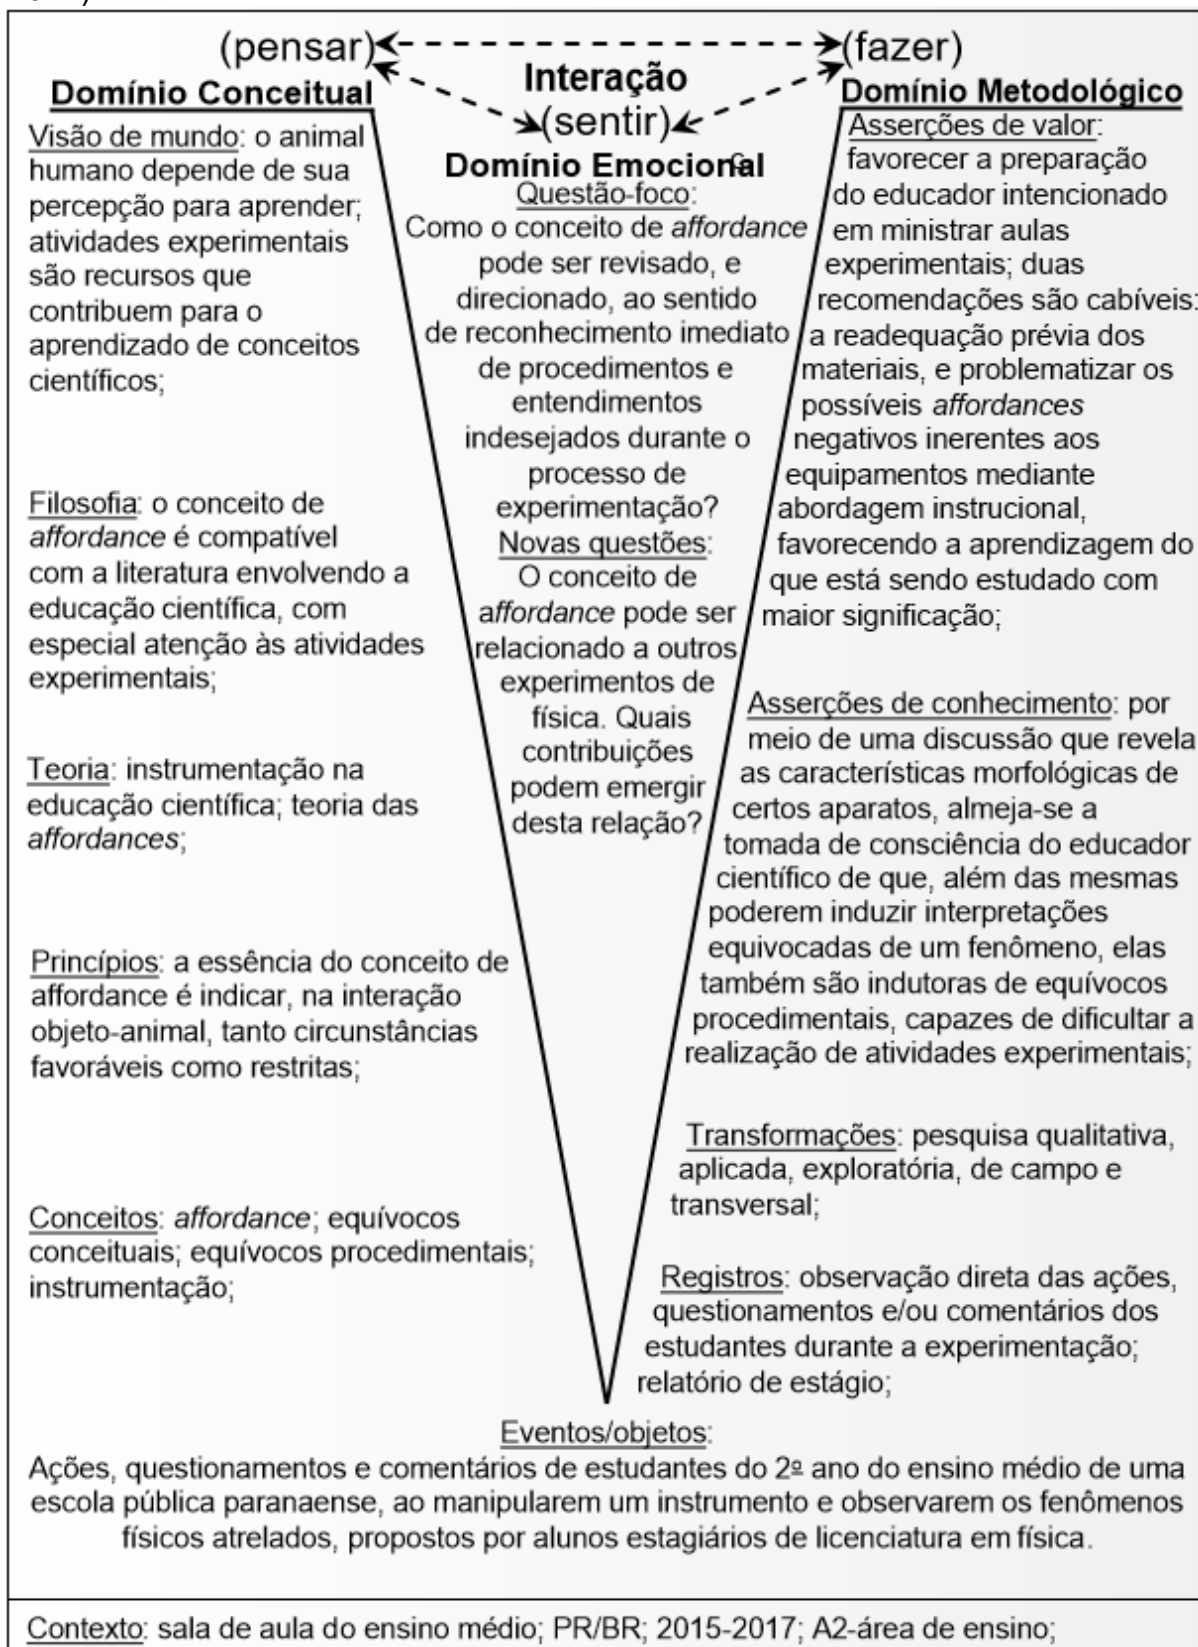 (pensar)
(fazer)
Interação
(sentir)
Domínio Conceitual
Domínio Metodológico
Domínio Emocional
Visão de mundo: o animal
humano depende de sua
percepção para aprender;
atividades experimentais
são recursos que
contribuem para o
aprendizado de conceitos
científicos;
Filosofia: o conceito de
affordance é compatível
com a literatura envolvendo a
educação científica, com
especial atenção às atividades
experimentais;
Teoria: instrumentação na
educação científica; teoria das
affordances;
Princípios: a essência do conceito de
affordance é indicar, na interação
objeto-animal, tanto circunstâncias
favoráveis como restritas;
Conceitos: affordance; equívocos
conceituais; equívocos procedimentais;
instrumentação;
Questão-foco:
Como o conceito de affordance
pode ser revisado, e
direcionado, ao sentido
de reconhecimento imediato
de procedimentos e
entendimentos
indesejados durante o
processo de
experimentação?
Novas questões:
O conceito de
affordance pode ser
relacionado a outros
experimentos de
física. Quais
contribuições
podem emergir
desta relação?
Asserções de valor:
favorecer a preparação
do educador intencionado
em ministrar aulas
experimentais; duas
recomendações são cabíveis:
a readequação prévia dos
materiais, e problematizar os
possíveis affordances
negativos inerentes aos
equipamentos mediante
abordagem instrucional,
favorecendo a aprendizagem do
que está sendo estudado com
maior significação;
Asserções de conhecimento: por
meio de uma discussão que revela
as características morfológicas de
certos aparatos, almeja-se a
tomada de consciência do educador
científico de que, além das mesmas
poderem induzir interpretações
equivocadas de um fenômeno, elas
também são indutoras de equívocos
procedimentais, capazes de dificultar a
realização de atividades experimentais;
Transformações: pesquisa qualitativa,
aplicada, exploratória, de campo e
transversal;
Registros: observação direta das ações,
questionamentos e/ou comentários dos
estudantes durante a experimentação;
relatório de estágio;
Eventos/objetos:
Ações, questionamentos e comentários de estudantes do 2º ano do ensino médio de uma
escola pública paranaense, ao manipularem um instrumento e observarem os fenômenos
físicos atrelados, propostos por alunos estagiários de licenciatura em física.
Contexto: sala de aula do ensino médio; PR/BR; 2015-2017; A2-área de ensino;